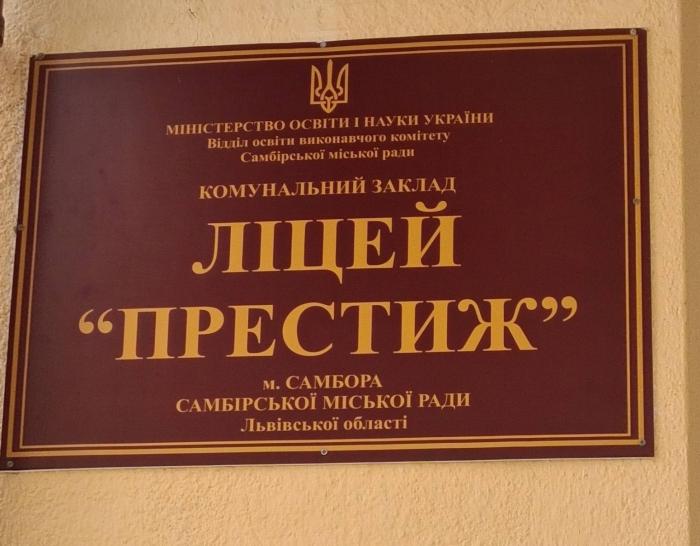 МІНІСТЕРСТВО ОСВІТИ І НАУКИ УКРАЇНИ
Відділ освіти виконавчого комітету
Самбірської міської ради
КОМУНАЛЬНИЙ ЗАКЛАД
ЛІЦЕЙ
“ПРЕСТИЖ”
м. САМБОРА
САМБІРСЬКОЇ МІСЬКОЇ РАДИ
Львівської області